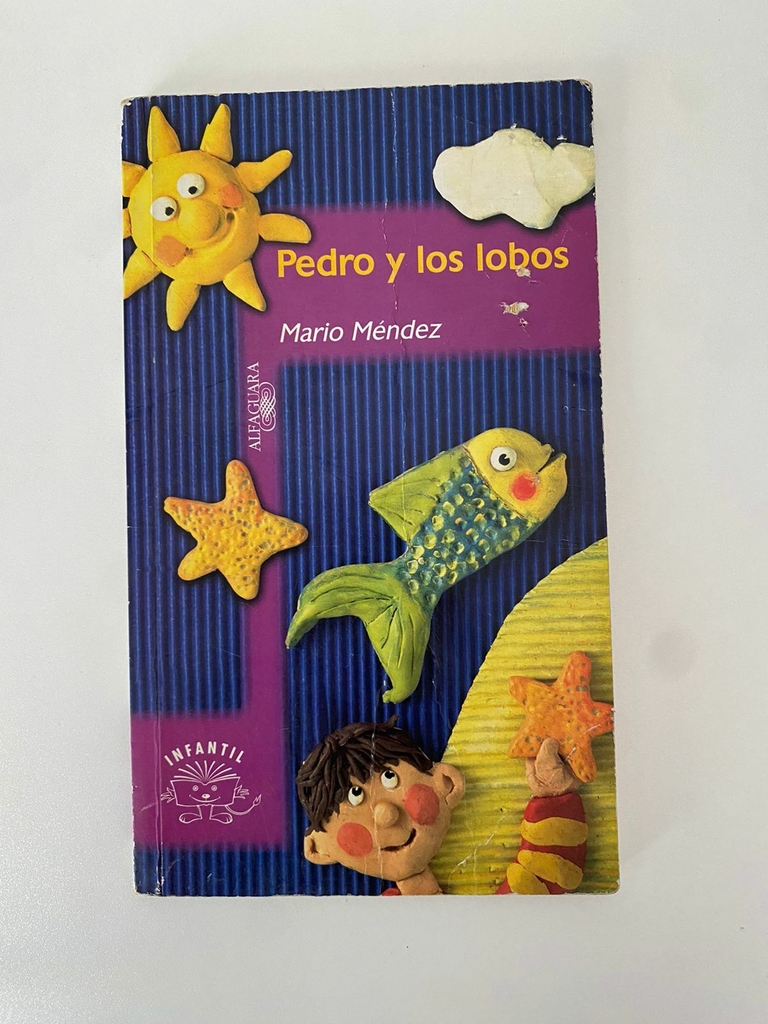 Pedro y los lobos
Mario Méndez
ALFAGUARA
INFANTIL